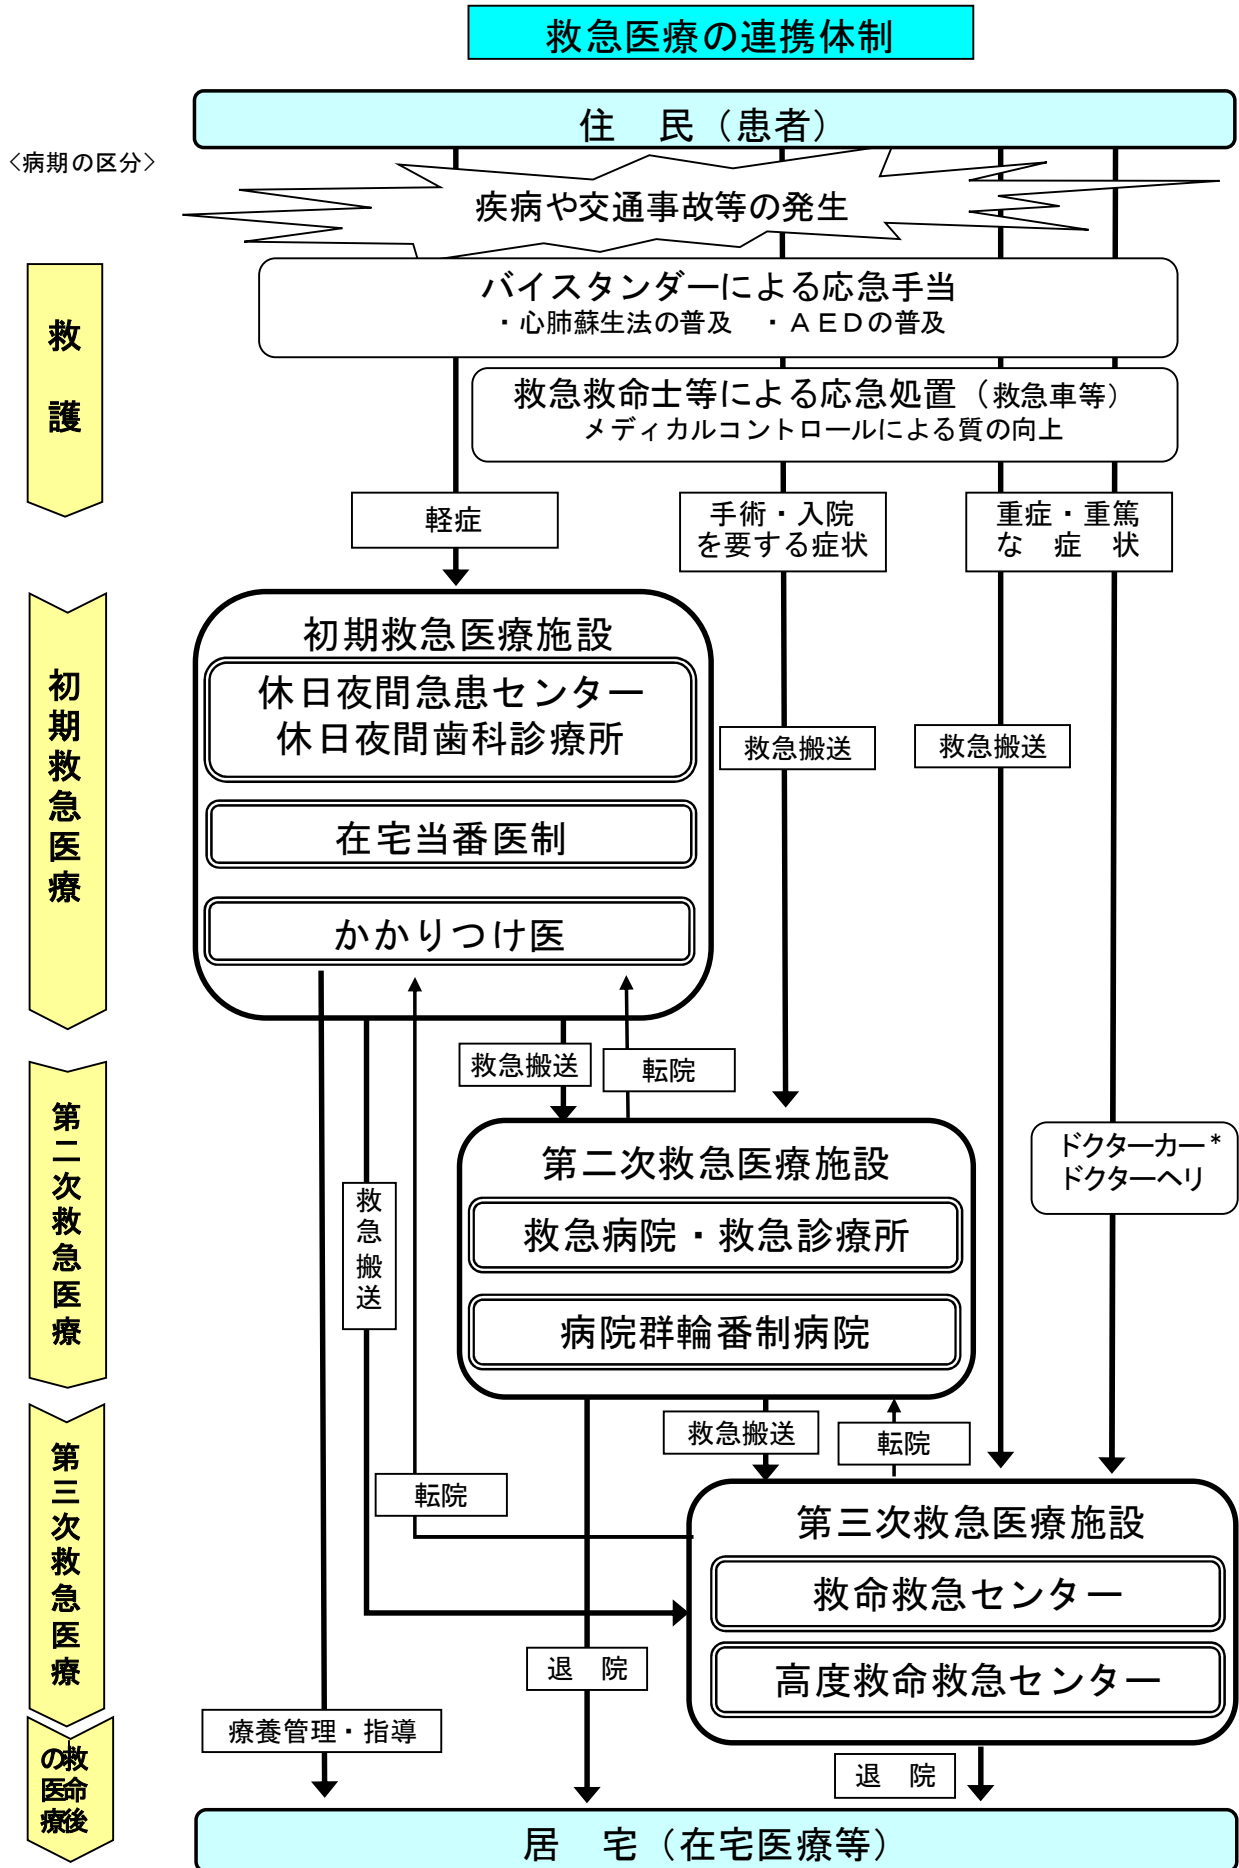 救急医療の連携体制
住　民（患者）
＜病期の区分＞
疾病や交通事故等の発生
バイスタンダーによる応急手当
・心肺蘇生法の普及　・ＡＥＤの普及
救護
救急救命士等による応急処置（救急車等）
メディカルコントロールによる質の向上
軽症
手術・入院
を要する症状
重症・重篤
な　症　状
初期救急医療
初期救急医療施設
休日夜間急患センター
休日夜間歯科診療所
救急搬送
救急搬送
在宅当番医制
かかりつけ医
救急搬送
転院
第二次救急医療
第二次救急医療施設
ドクターカー*
ドクターヘリ
救急搬送
救急病院・救急診療所
病院群輪番制病院
救急搬送
転院
第三次救急医療
転院
第三次救急医療施設
救命救急センター
退　院
高度救命救急センター
療養管理・指導
救命後
の医療
退　院
居　宅（在宅医療等）